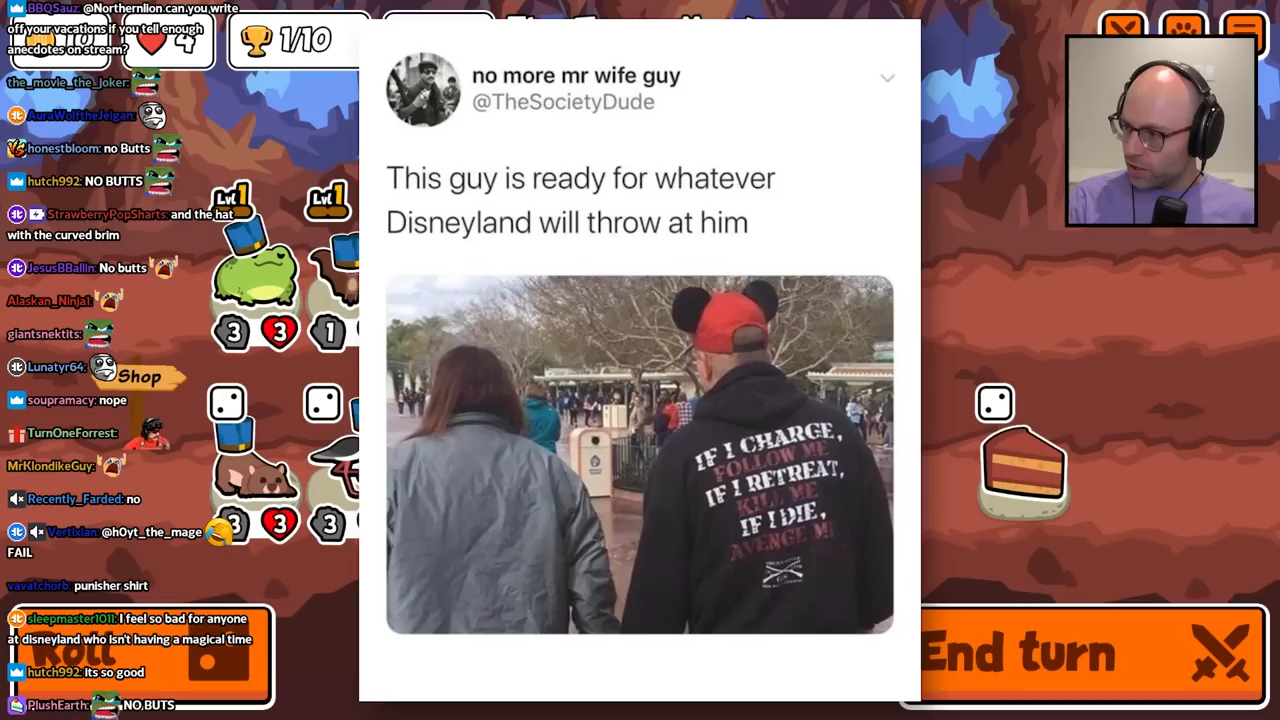 BBQSauz: @Northernlion can you write
off your vacations if you tell enough
anecdotes on stream?
the_movie_the_joker:
AuraWolftheJelgan:
honestbloom: no Butts
hutch992: NO BUTTS
StrawberryPopSharts: and the hat
with the curved brim
JesusBBallin: No butts
Alaskan_Ninja1:
giantsnektits:
Lunatyr64:
soupramacy: nope
TurnOneForrest:
MrKlondikeGuy:
Recently_Farded: no
Vertixian: @h0yt_the_mage
FAIL
vavatchorb: punisher shirt
sleepmaster1011: I feel so bad for anyone
at disneyland who isn't having a magical time
hutch992: Its so good
PlushEarth: NO BUTS
4
1/10
Lvl1
Lvl1
3
3
1
Shop
3
3
3
Roll
no more mr wife guy
@TheSocietyDude
This guy is ready for whatever
Disneyland will throw at him
IF I CHARGE,
FOLLOW ME
IF I RETREAT,
KILL ME
IF I DIE,
AVENGE ME
End turn